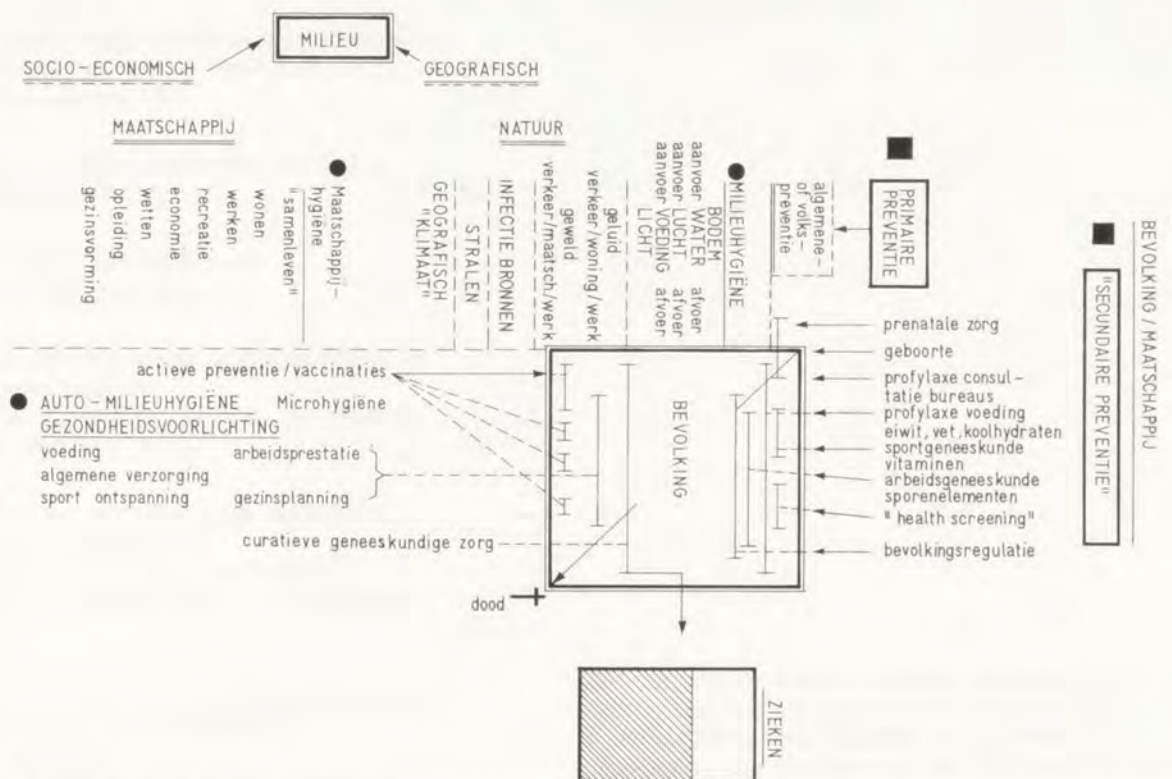 MILIEU
SOCIO-ECONOMISCH
GEOGRAFISCH
MAATSCHAPPIJ
NATUUR
gezinsvorming
opleiding
wetten
economie
recreatie
werken
wonen
"samenleven"
Maatschappij-
hygiëne
GEOGRAFISCH
"KLIMAAT"
STRALEN
INFECTIE BRONNEN
verkeer/maatsch/werk
geweld
verkeer/woning/werk
geluid
LICHT
aanvoer VOEDING afvoer
aanvoer LUCHT afvoer
aanvoer WATER afvoer
BODEM
MILIEUHYGIËNE
algemene-
of volks-
preventie
PRIMAIRE
PREVENTIE
"SECUNDAIRE PREVENTIE"
BEVOLKING/MAATSCHAPPIJ
prenatale zorg
geboorte
profylaxe consul-
tatie bureaus
profylaxe voeding
eiwit, vet, koolhydraten
sportgeneeskunde
vitaminen
arbeidsgeneeskunde
sporenelementen
"health screening"
bevolkingsregulatie
BEVOLKING
actieve preventie/vaccinaties
AUTO-MILIEUHYGIËNE Microhygiëne
GEZONDHEIDSVOORLICHTING
voeding arbeidsprestatie
algemene verzorging
sport ontspanning gezinsplanning
curatieve geneeskundige zorg
dood
ZIEKEN